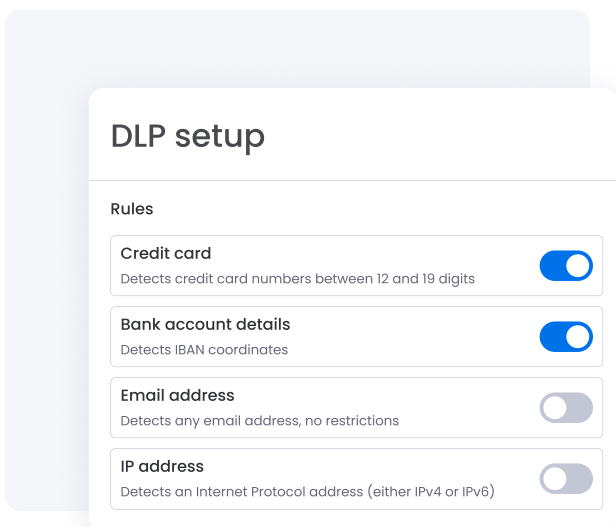 DLP setup
Rules
Credit card
Detects credit card numbers between 12 and 19 digits
Bank account details
Detects IBAN coordinates
Email address
Detects any email address, no restrictions
IP address
Detects an Internet Protocol address (either IPv4 or IPv6)